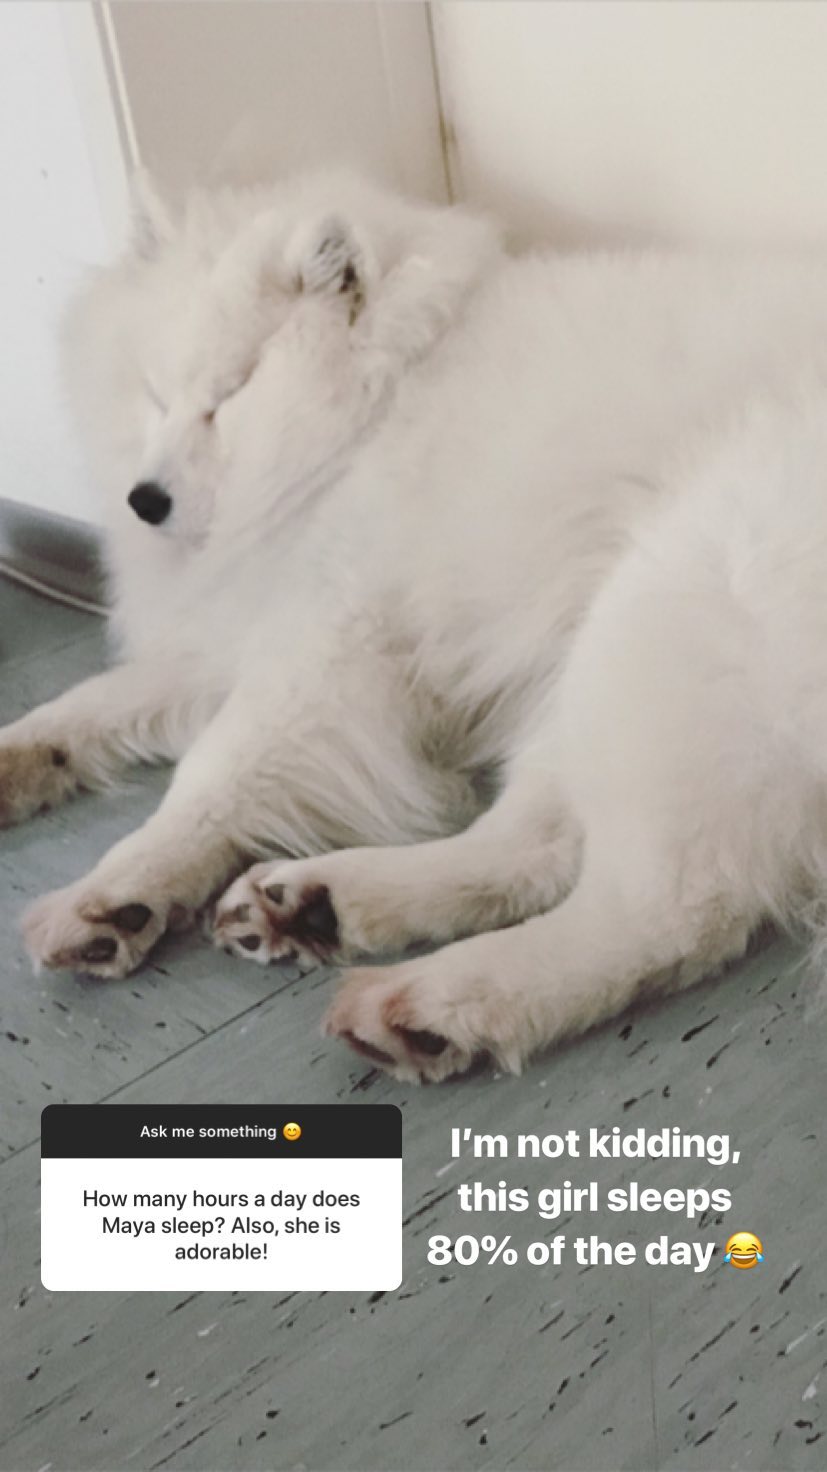 Ask me something 😊
How many hours a day does
Maya sleep? Also, she is
adorable!
I'm not kidding,
this girl sleeps
80% of the day 😂